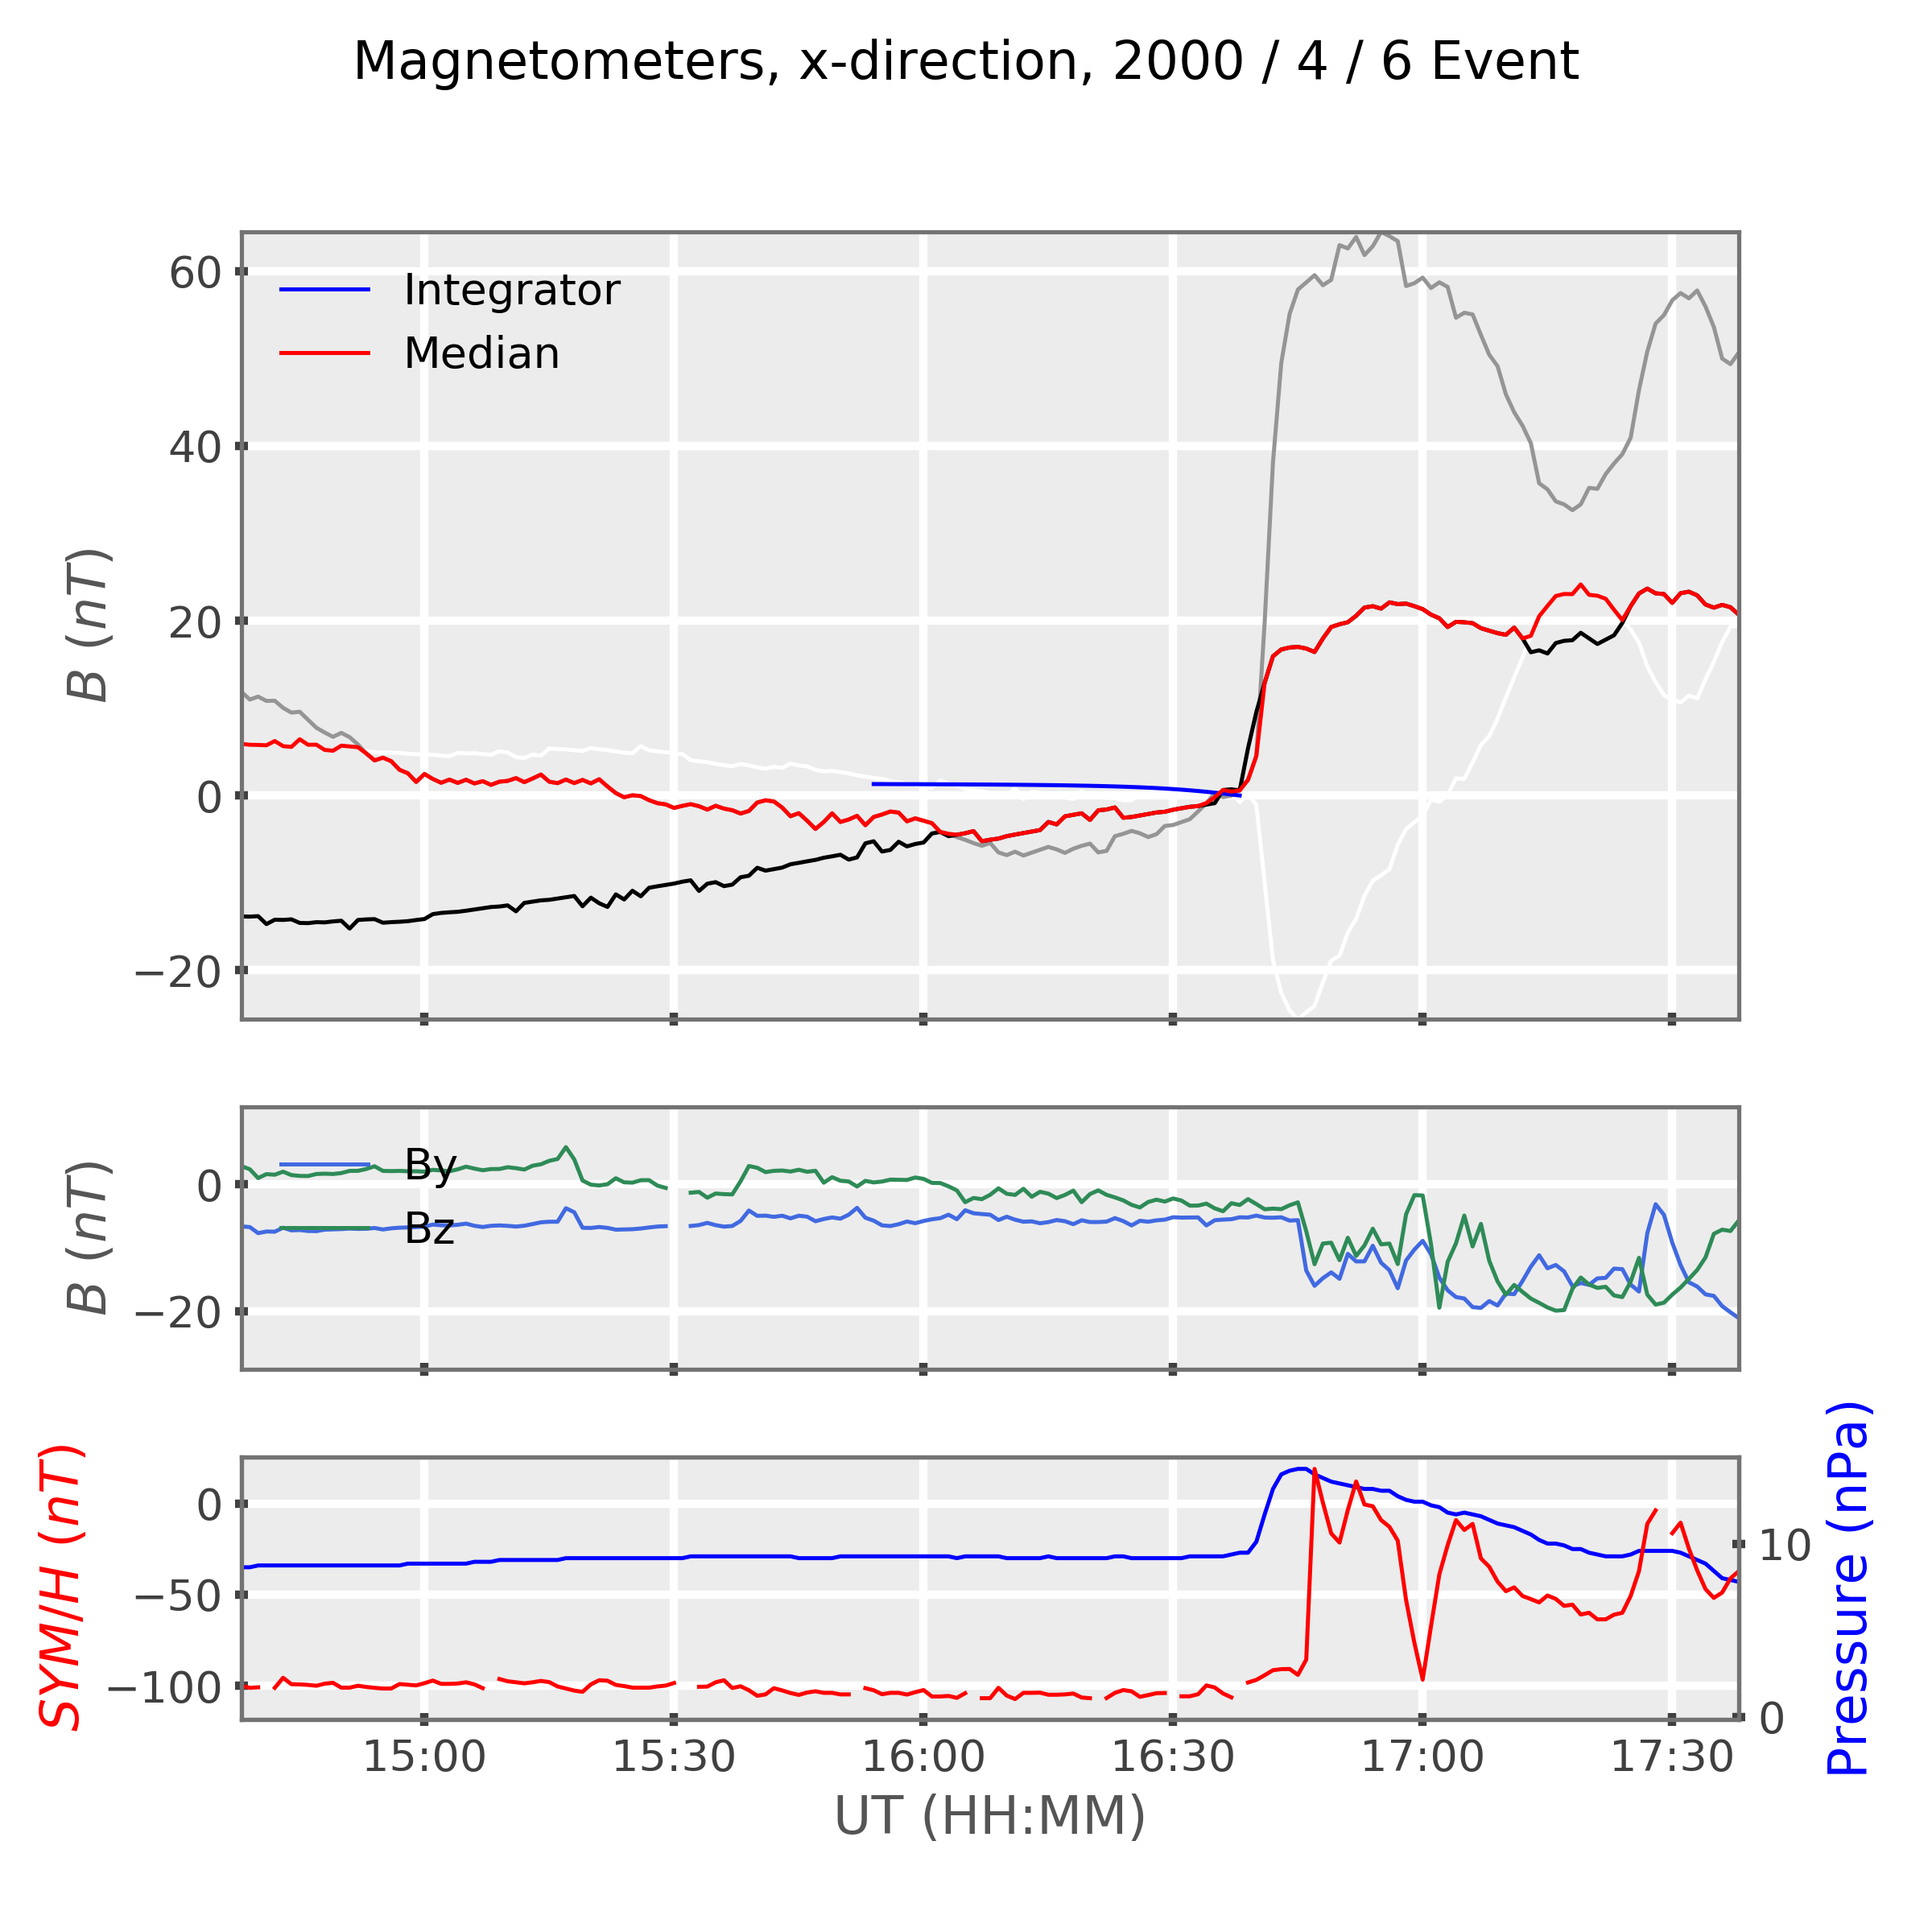 Magnetometers, x-direction, 2000 / 4 / 6 Event
60
40
20
0
−20
B (nT)
Integrator
Median
0
−20
B (nT)
By
Bz
0
−50
−100
SYM/H (nT)
10
0
Pressure (nPa)
15:00 15:30 16:00 16:30 17:00 17:30
UT (HH:MM)